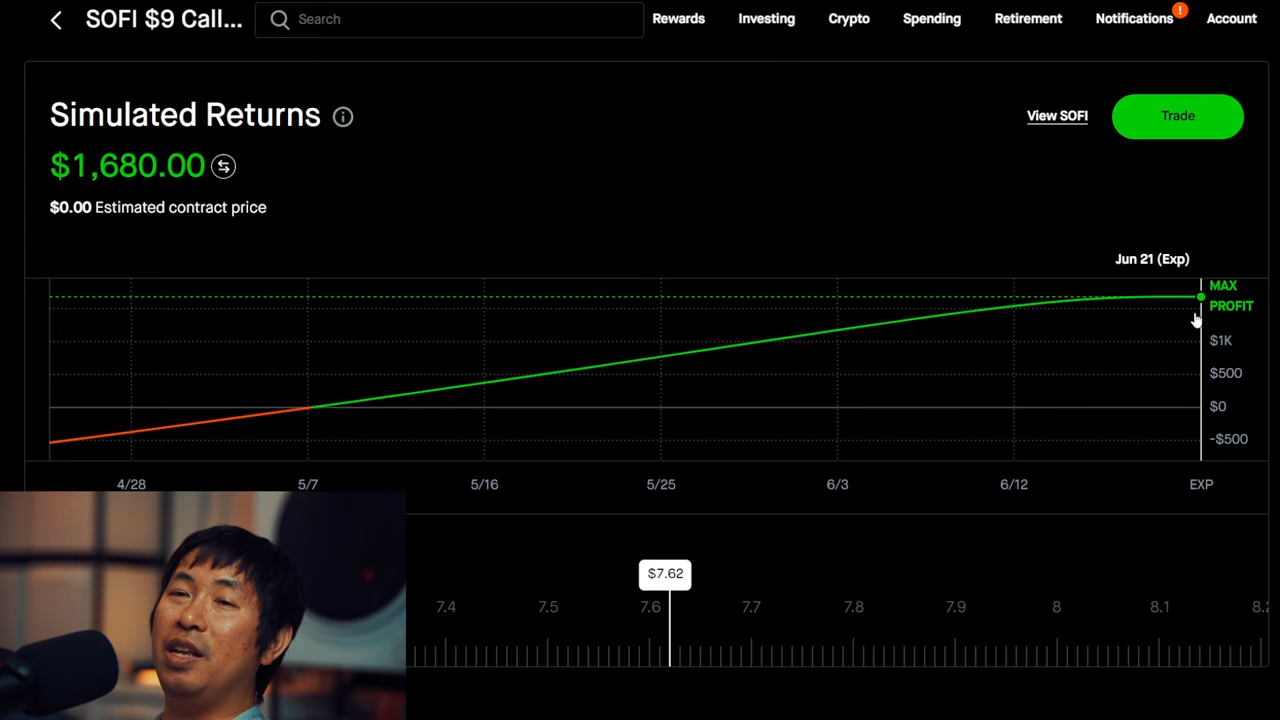 SOFI $9 Call...
Search
Rewards
Investing
Crypto
Spending
Retirement
Notifications
!
Account
Simulated Returns
View SOFI
Trade
$1,680.00
$0.00 Estimated contract price
Jun 21 (Exp)
MAX
PROFIT
$1K
$500
$0
-$500
4/28 5/7 5/16 5/25 6/3 6/12 EXP
$7.62
7.4 7.5 7.6 7.7 7.8 7.9 8 8.1 8.2